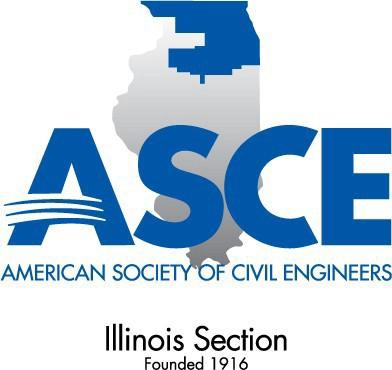 ASCE
AMERICAN SOCIETY OF CIVIL ENGINEERS
Illinois Section
Founded 1916